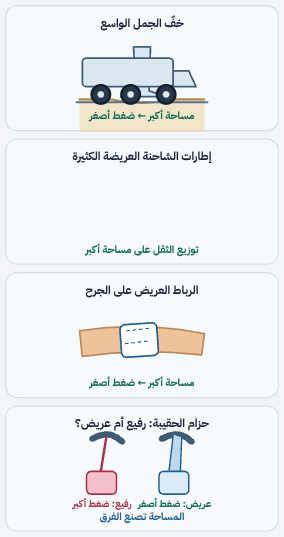 خفّ الجمل الواسع
مساحة أكبر ← ضغط أصغر
إطارات الشاحنة العريضة الكثيرة
توزيع الثقل على مساحة أكبر
الرباط العريض على الجرح
مساحة أكبر ← ضغط أصغر
حزام الحقيبة: رفيع أم عريض؟
عريض: ضغط أصغر
رفيع: ضغط أكبر
المساحة تصنع الفرق